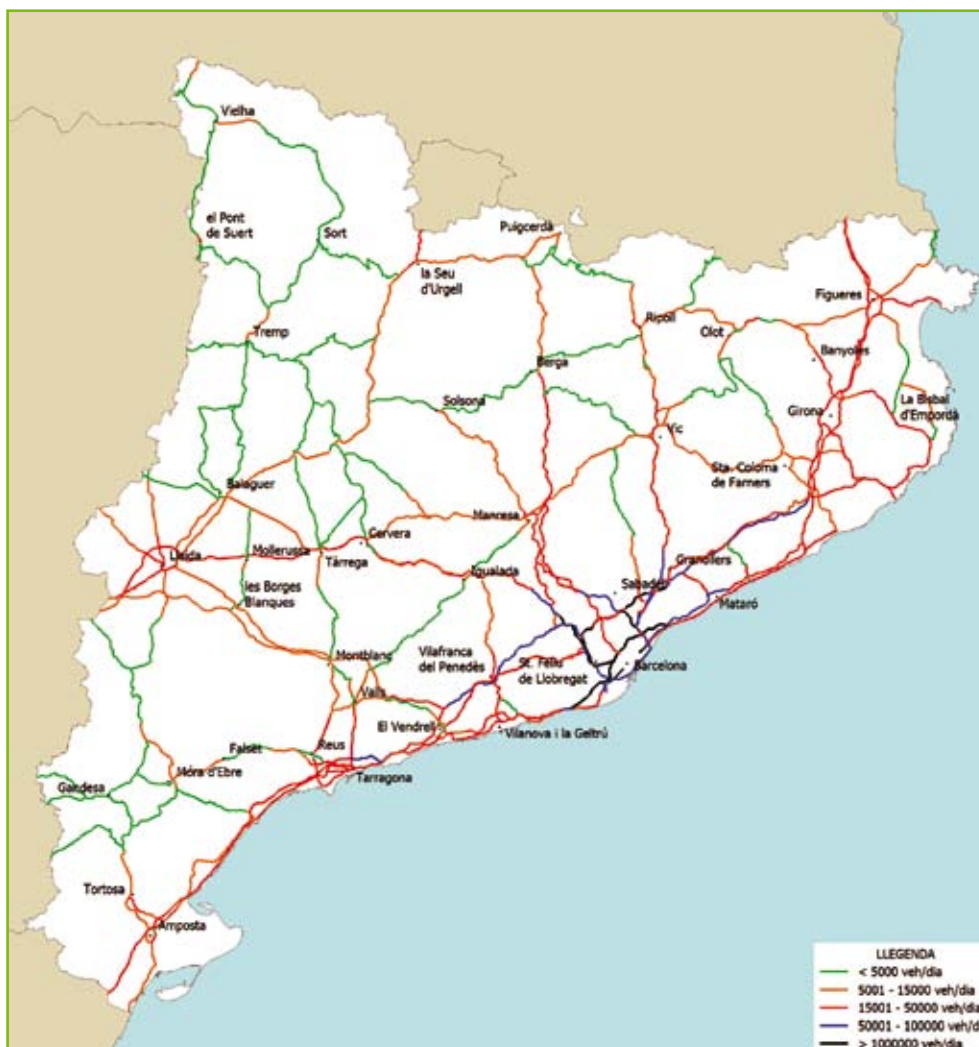 Vielha
el Pont
de Suert
Sort
Puigcerdà
la Seu
d'Urgell
Figueres
Tremp
Ripoll
Olot
Banyoles
Berga
Solsona
Girona
La Bisbal
d'Empordà
Vic
Sta. Coloma
de Farners
Balaguer
Manresa
Cervera
Lleida
Mollerussa
Tàrrega
Igualada
Granollers
Sabadell
les Borges
Blanques
Mataró
Montblanc
Vilafranca
del Penedès
St. Feliu
de Llobregat
Barcelona
Valls
El Vendrell
Vilanova i la Geltrú
Falset
Reus
Móra d'Ebre
Tarragona
Gandesa
Tortosa
Amposta
LLEGENDA
< 5000 veh/dia
5001 - 15000 veh/dia
15001 - 50000 veh/dia
50001 - 100000 veh/d
> 1000000 veh/dia